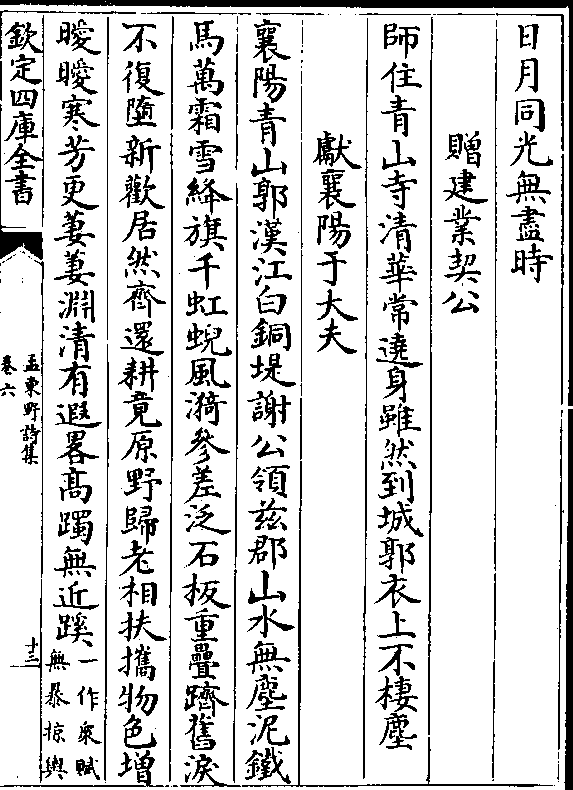 日月同光無盡時
贈建業契公
師住青山寺清華常遶身雖然到城郭衣上不棲塵
獻襄陽于大夫
襄陽青山郭漢江白銅堤謝公領兹郡山水無塵泥鐵
馬萬霜雪絳旗千虹蜺風漪參差泛石板重疊躋舊淚
不復墮新歡居然齊還耕竟原野歸老相扶攜物色增
曖曖寒芳更萋萋淵清有遐畧髙躅無近蹊一作衆賦
無暴掠輿
欽定四庫全書
孟東野詩集
卷六
十三